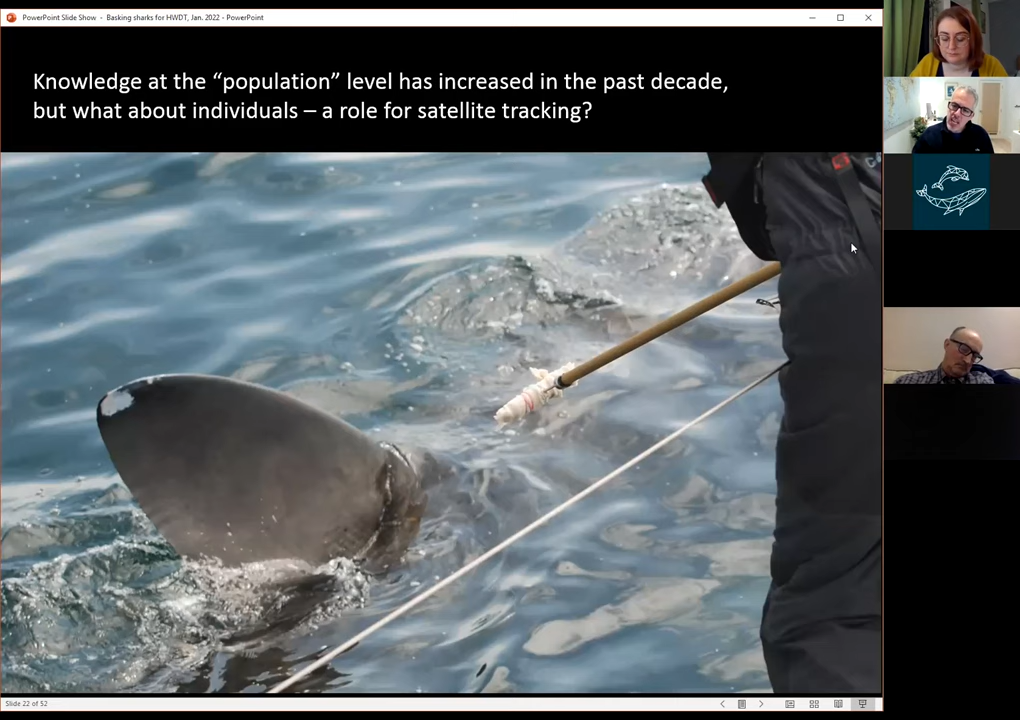 PowerPoint Slide Show - Basking sharks for HWDT, Jan. 2022 - PowerPoint
Knowledge at the “population” level has increased in the past decade,
but what about individuals – a role for satellite tracking?
Slide 22 of 52